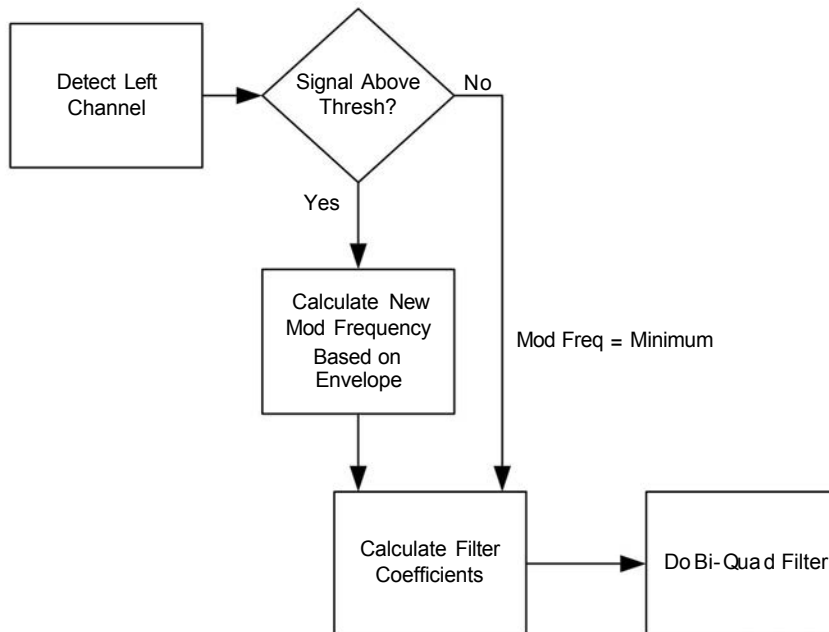 Detect Left
Channel
Signal Above
Thresh?
No
Yes
Calculate New
Mod Frequency
Based on
Envelope
Mod Freq = Minimum
Calculate Filter
Coefficients
Do Bi-Quad Filter